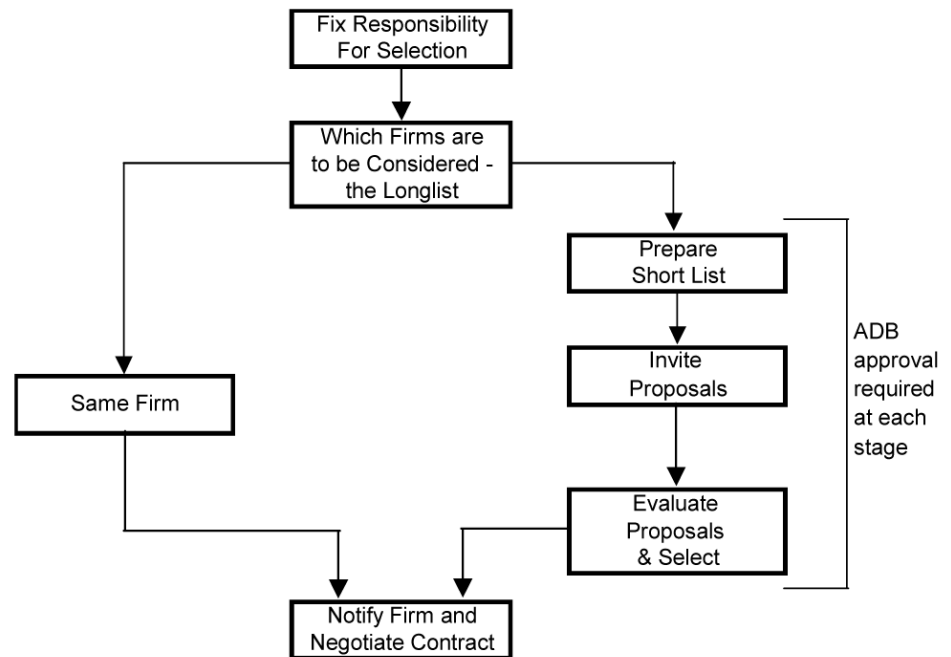 Fix Responsibility
For Selection
Which Firms are
to be Considered -
the Longlist
Prepare
Short List
Invite
Proposals
Same Firm
Evaluate
Proposals
& Select
ADB
approval
required
at each
stage
Notify Firm and
Negotiate Contract